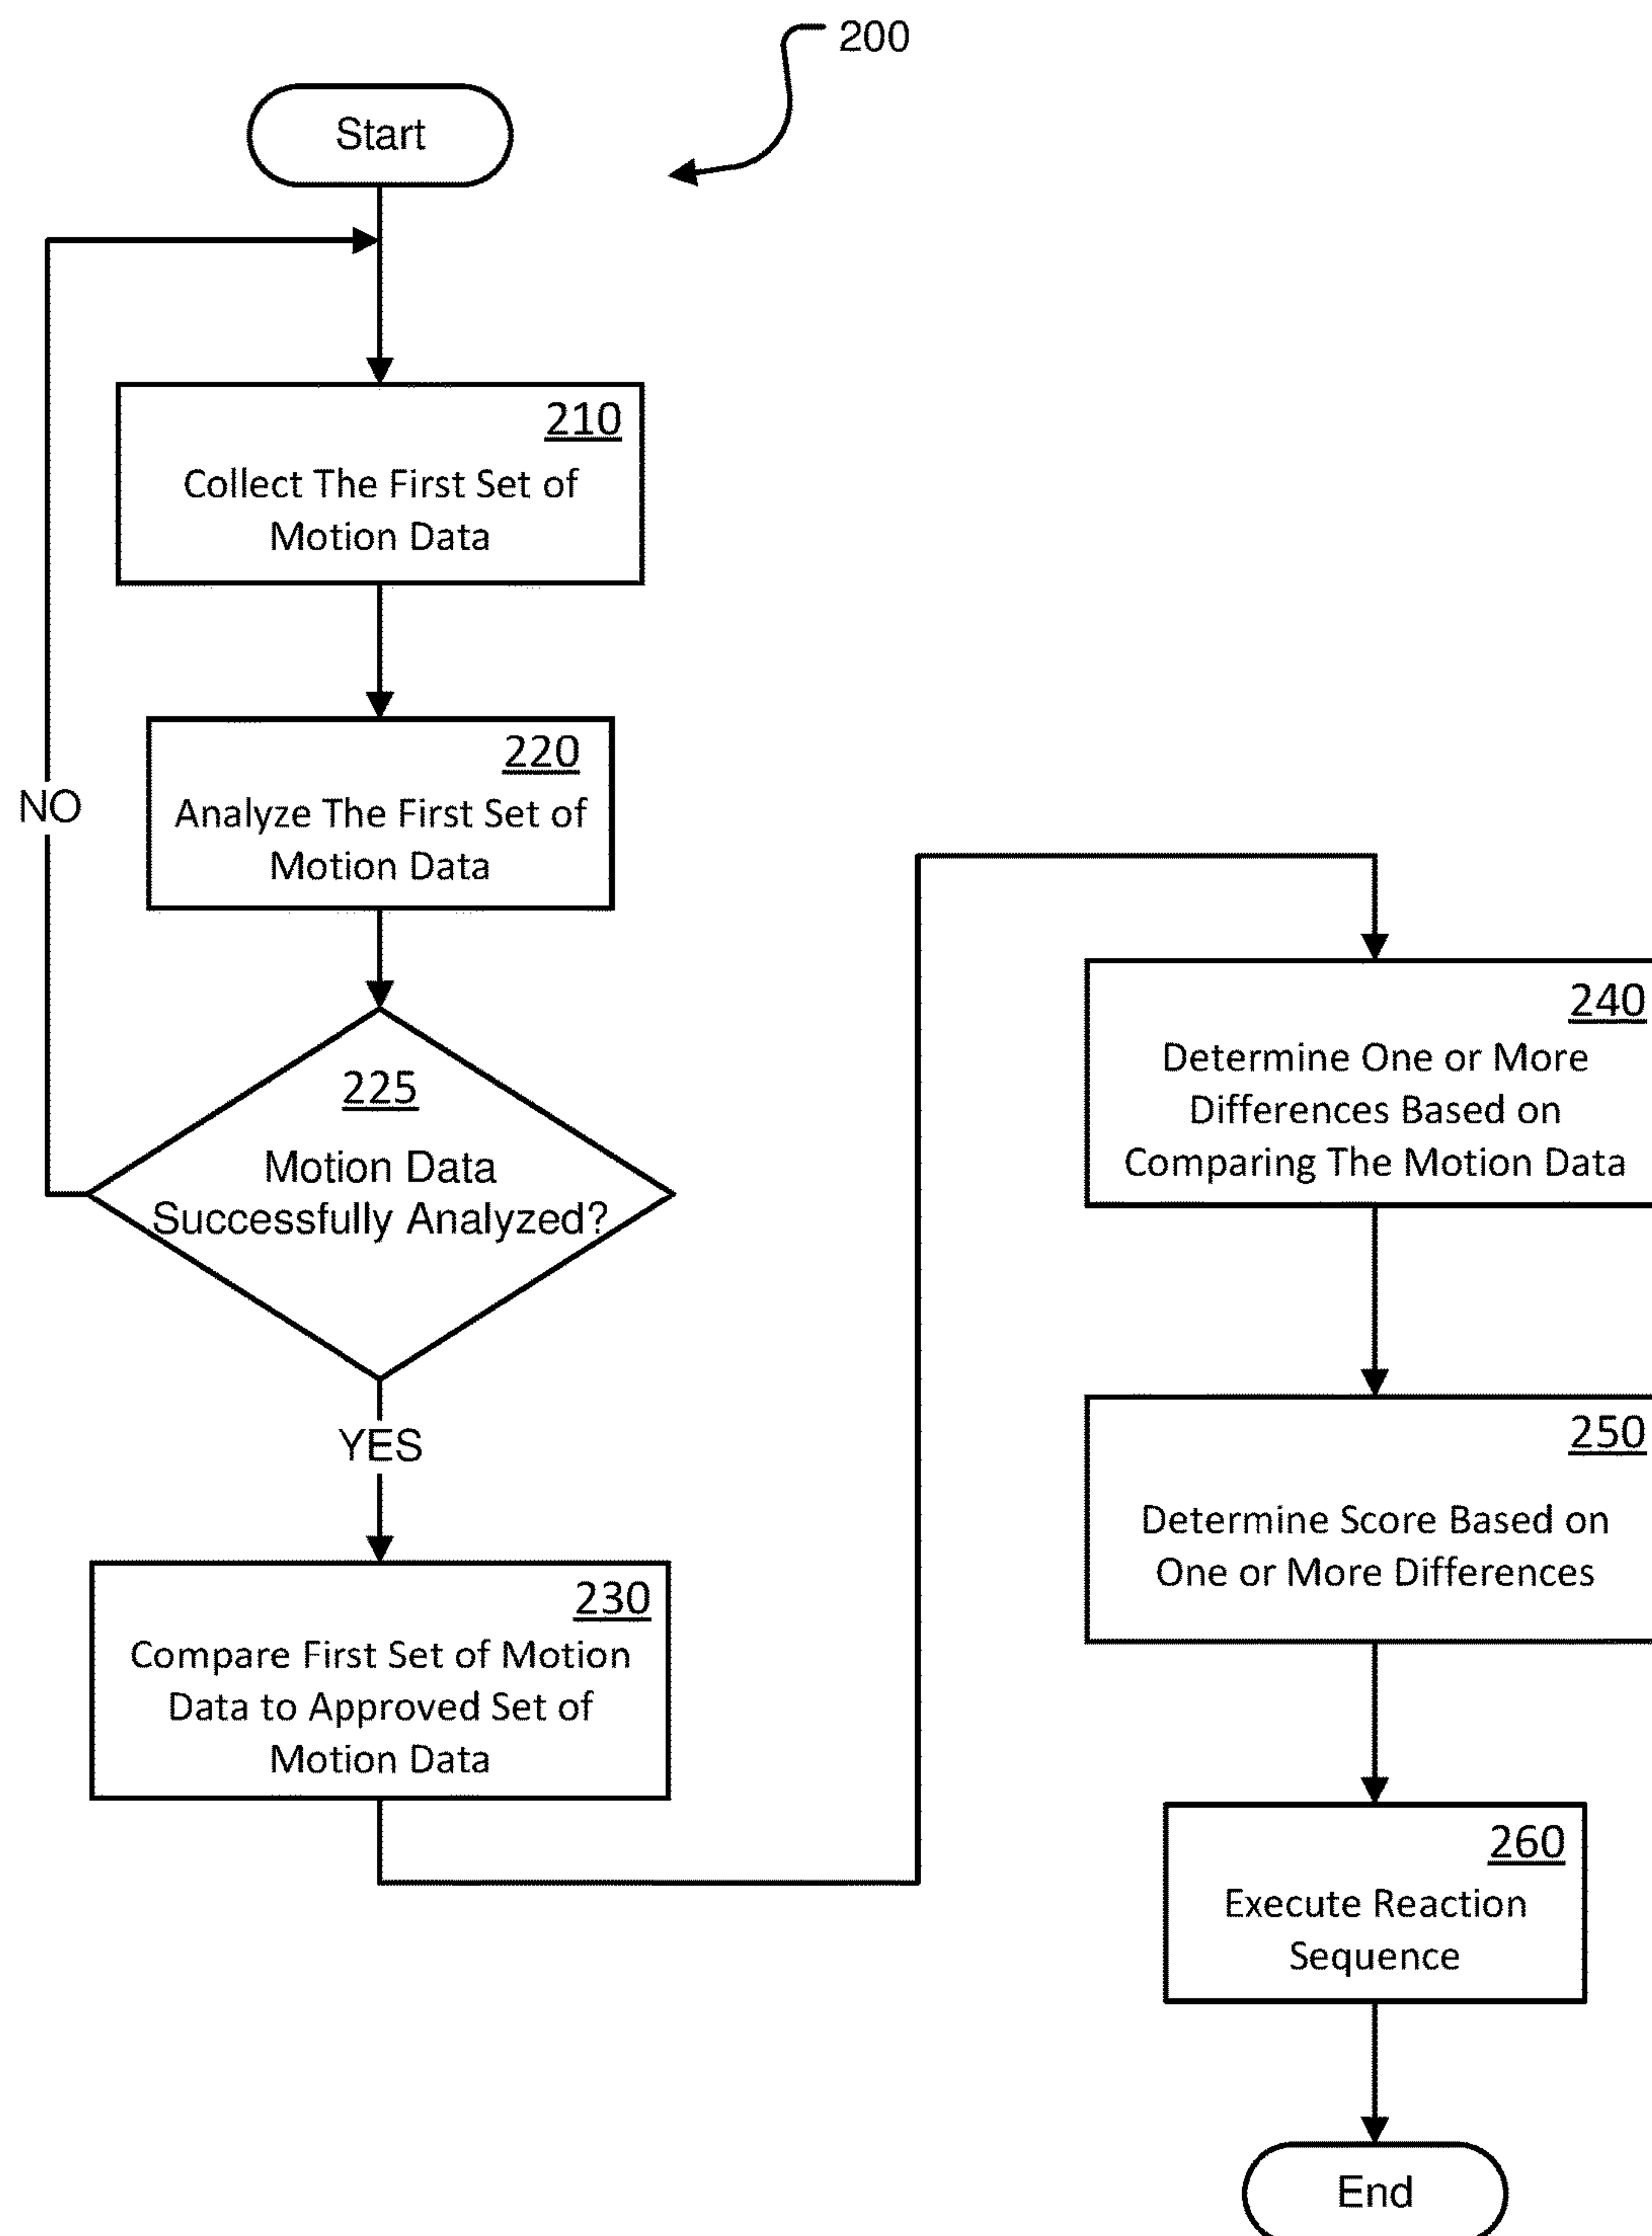 200
Start
210
Collect The First Set of
Motion Data
220
Analyze The First Set of
Motion Data
NO
225
Motion Data
Successfully Analyzed?
YES
230
Compare First Set of Motion
Data to Approved Set of
Motion Data
240
Determine One or More
Differences Based on
Comparing The Motion Data
250
Determine Score Based on
One or More Differences
260
Execute Reaction
Sequence
End